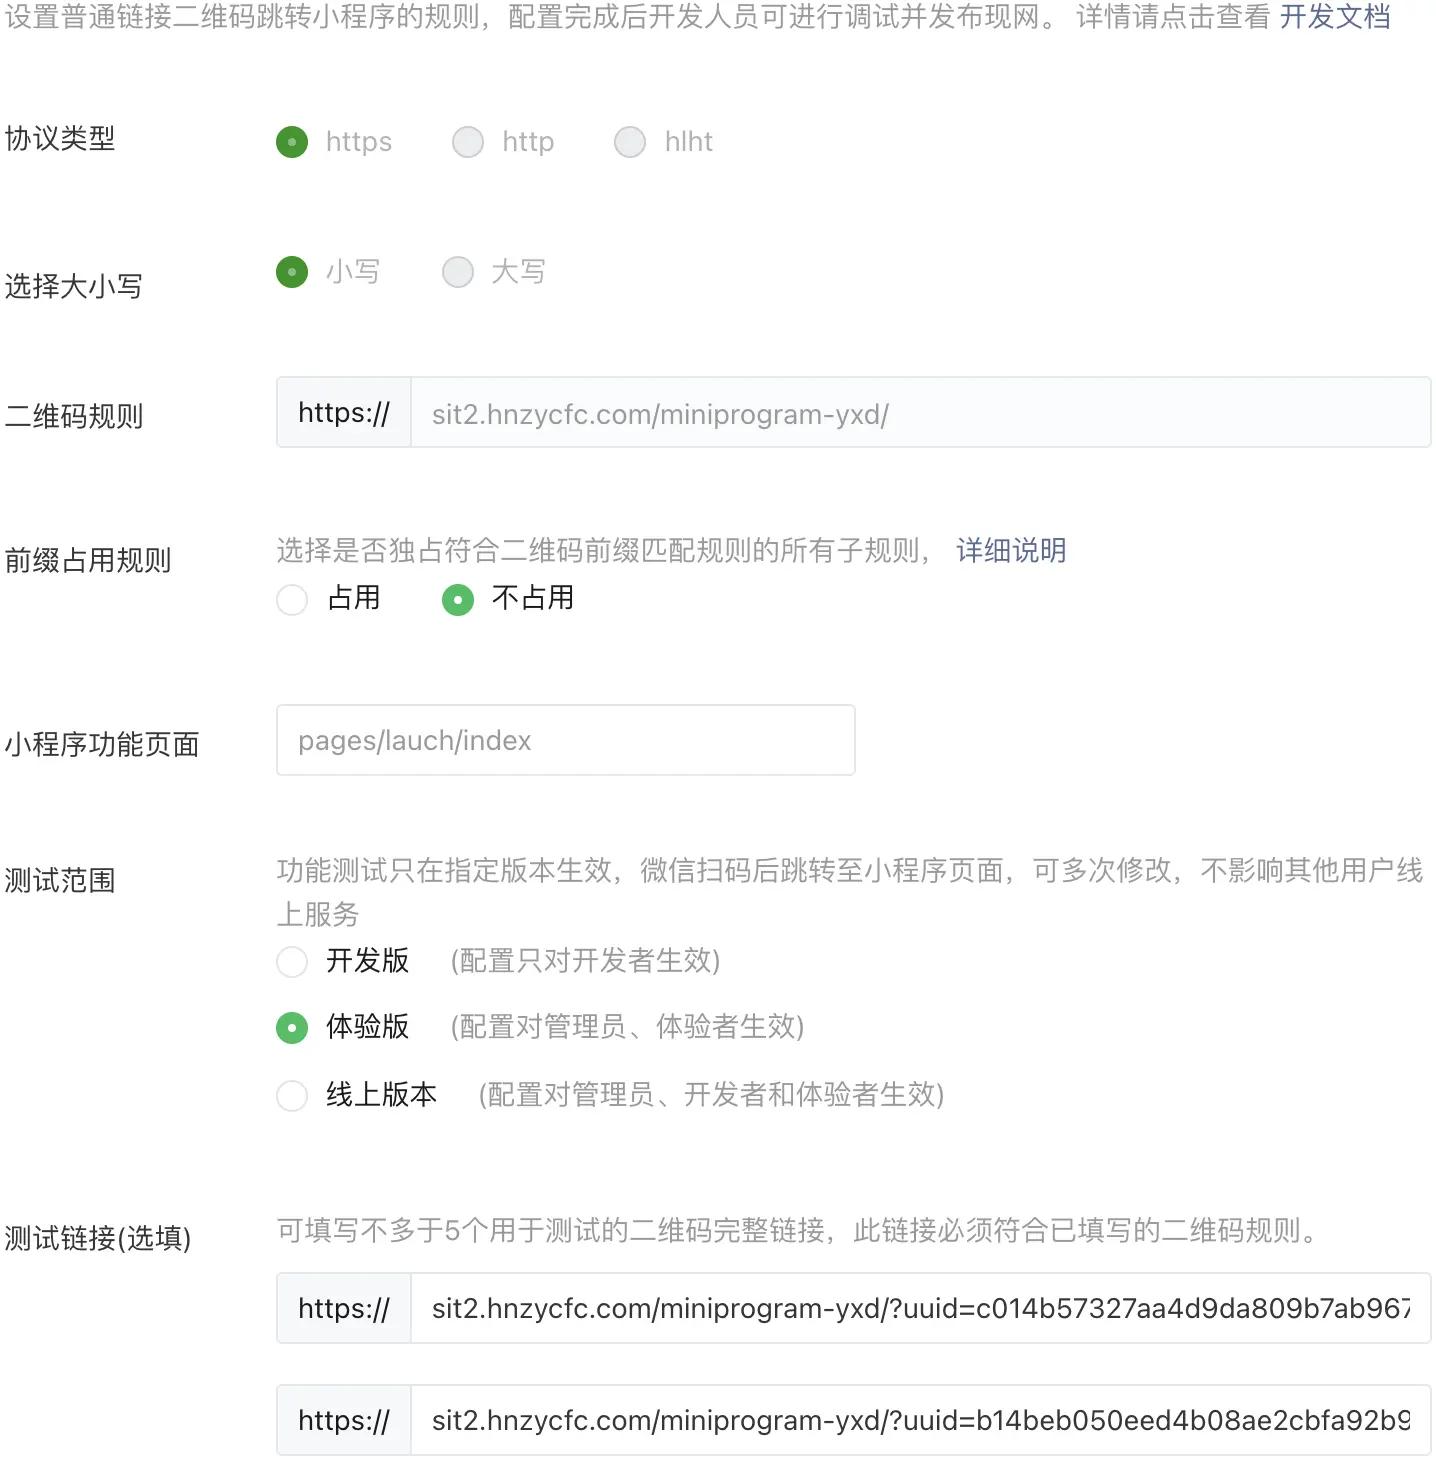 设置普通链接二维码跳转小程序的规则，配置完成后开发人员可进行调试并发布现网。 详情请点击查看 开发文档
协议类型 https http hlht
选择大小写 小写 大写
二维码规则 https:// sit2.hnzycfc.com/miniprogram-yxd/
前缀占用规则 选择是否独占符合二维码前缀匹配规则的所有子规则， 详细说明
占用 不占用
小程序功能页面 pages/lauch/index
测试范围 功能测试只在指定版本生效，微信扫码后跳转至小程序页面，可多次修改，不影响其他用户线
上服务
开发版 (配置只对开发者生效)
体验版 (配置对管理员、体验者生效)
线上版本 (配置对管理员、开发者和体验者生效)
测试链接(选填) 可填写不多于5个用于测试的二维码完整链接，此链接必须符合已填写的二维码规则。
https:// sit2.hnzycfc.com/miniprogram-yxd/?uuid=c014b57327aa4d9da809b7ab967
https:// sit2.hnzycfc.com/miniprogram-yxd/?uuid=b14beb050eed4b08ae2cbfa92b9